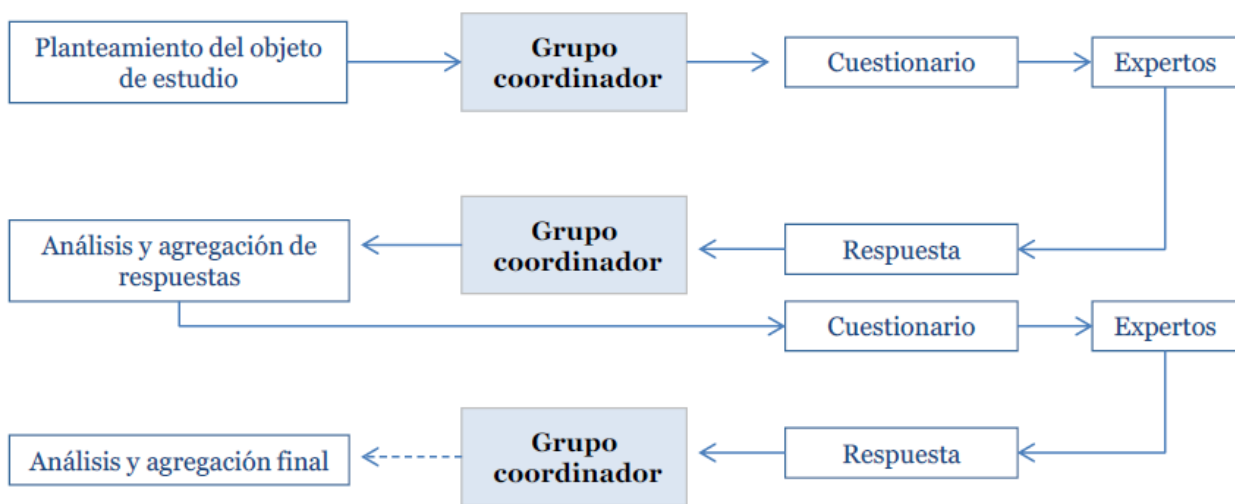 Planteamiento del objeto
de estudio
Grupo
coordinador
Cuestionario
Expertos
Análisis y agregación de
respuestas
Grupo
coordinador
Respuesta
Cuestionario
Expertos
Análisis y agregación final
Grupo
coordinador
Respuesta